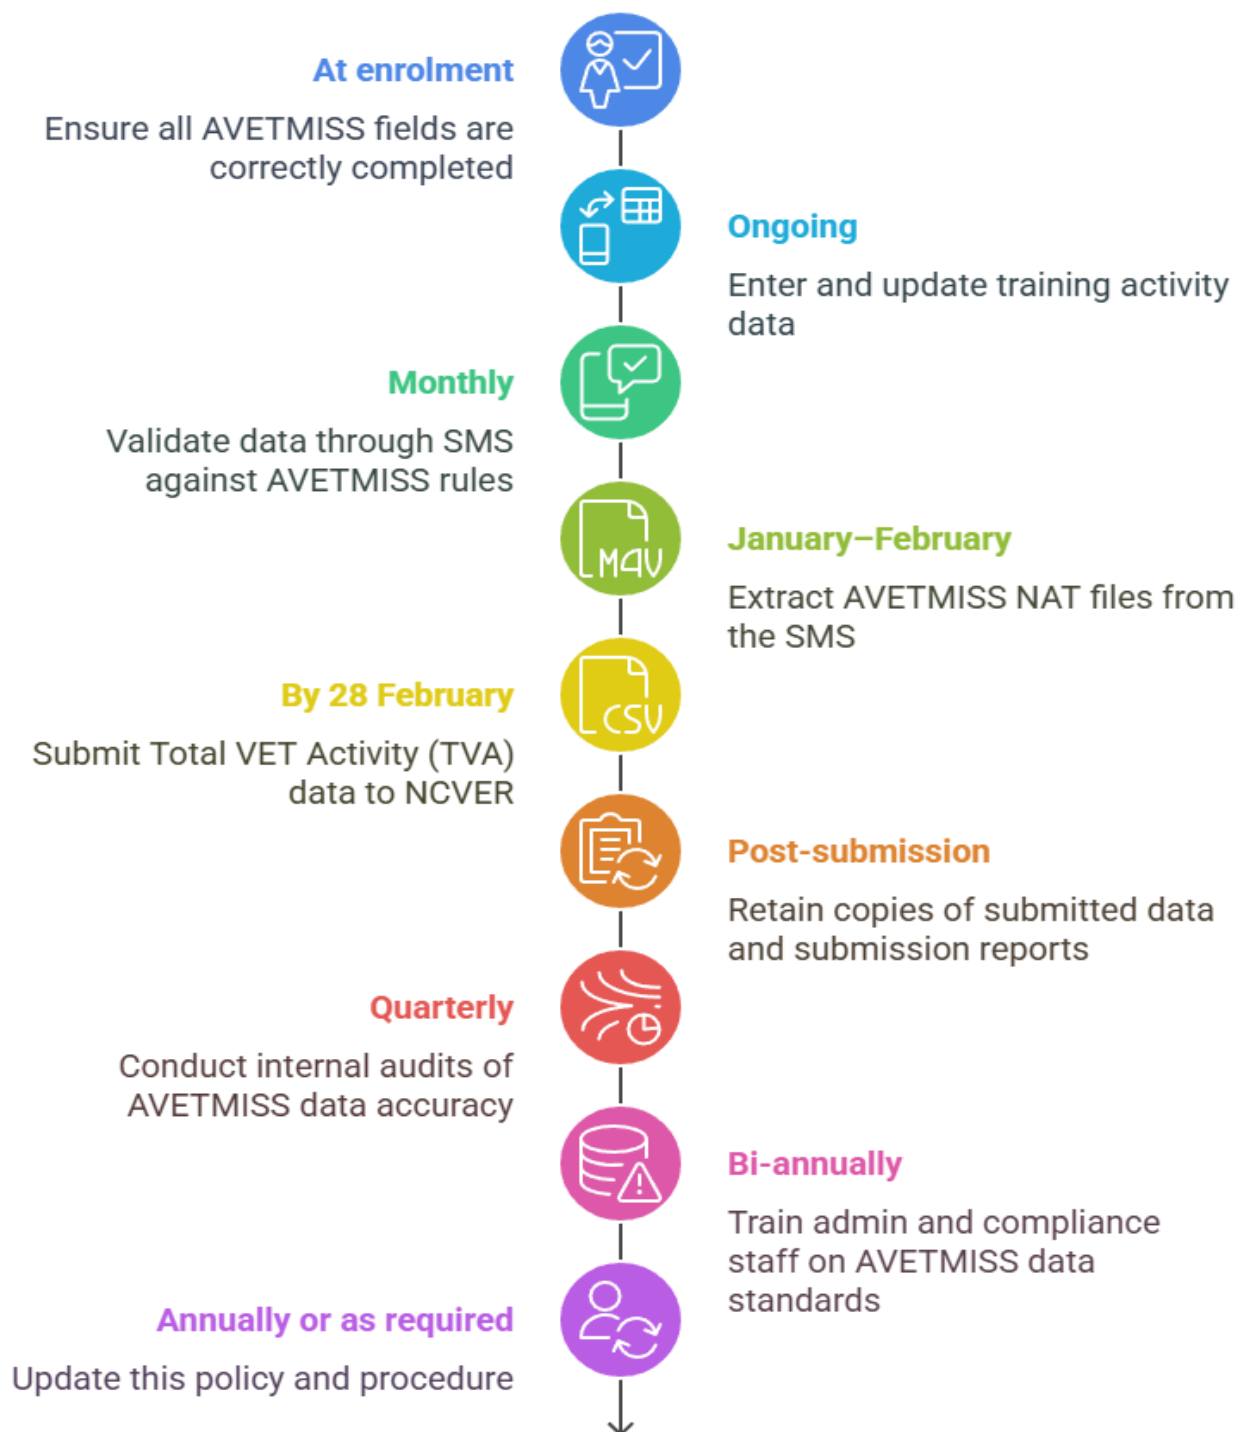 At enrolment
Ensure all AVETMISS fields are
correctly completed
Ongoing
Enter and update training activity
data
Monthly
Validate data through SMS
against AVETMISS rules
M4V
January–February
Extract AVETMISS NAT files from
the SMS
CSV
By 28 February
Submit Total VET Activity (TVA)
data to NCVER
Post-submission
Retain copies of submitted data
and submission reports
Quarterly
Conduct internal audits of
AVETMISS data accuracy
Bi-annually
Train admin and compliance
staff on AVETMISS data
standards
Annually or as required
Update this policy and procedure